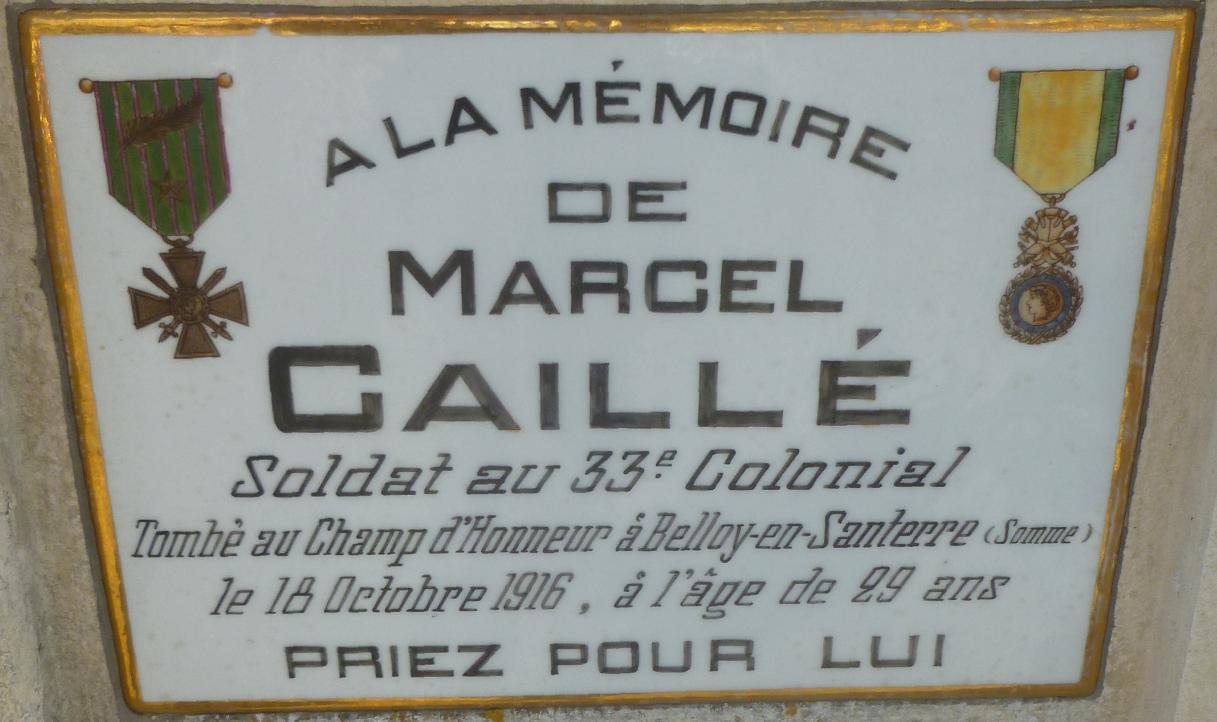 A LA MÉMOIRE
DE
MARCEL
CAILLÉ
Soldat au 33e Colonial
Tombè au Champ d'Honneur à Belloy-en-Santerre (Somme)
le 18 Octobre 1916, à l'âge de 29 ans
PRIEZ POUR LUI